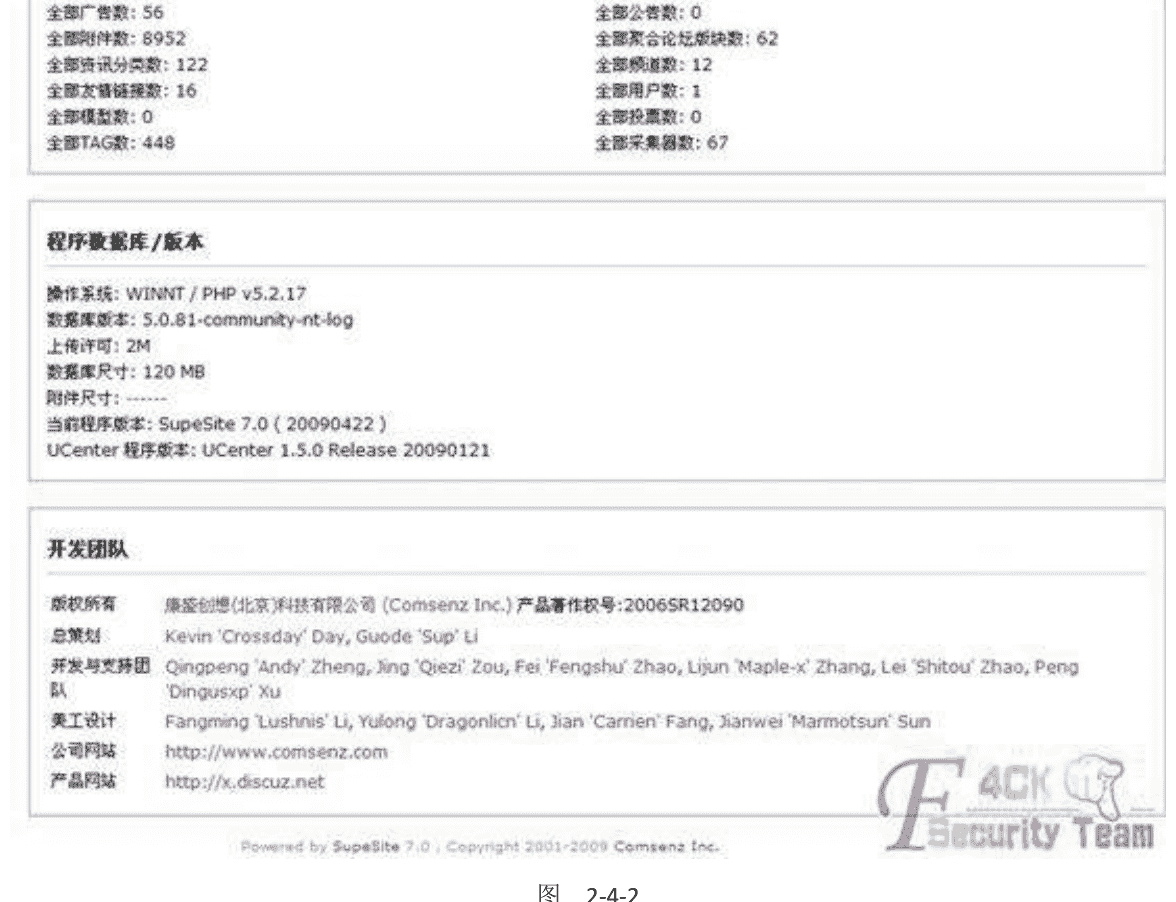 全部广告数: 56
全部公告数: 0
全部附件数: 8952
全部聚合论坛版块数: 62
全部资讯分类数: 122
全部频道数: 12
全部友情链接数: 16
全部用户数: 1
全部模型数: 0
全部投票数: 0
全部TAG数: 448
全部采集器数: 67
程序数据库/版本
操作系统: WINNT / PHP v5.2.17
数据库版本: 5.0.81-community-nt-log
上传许可: 2M
数据库尺寸: 120 MB
附件尺寸: ------
当前程序版本: SupeSite 7.0 ( 20090422 )
UCenter 程序版本: UCenter 1.5.0 Release 20090121
开发团队
版权所有 康盛创想(北京)科技有限公司 (Comsenz Inc.) 产品著作权号:2006SR12090
总策划 Kevin 'Crossday' Day, Guode 'Sup' Li
开发与支持团 Qingpeng 'Andy' Zheng, Jing 'Qiezi' Zou, Fei 'Fengshu' Zhao, Lijun 'Maple-x' Zhang, Lei 'Shitou' Zhao, Peng
队 'Dingusxp' Xu
美工设计 Fangming 'Lushnis' Li, Yulong 'Dragonlicn' Li, Jian 'Carrien' Fang, Jianwei 'Marmotsun' Sun
公司网站 http://www.comsenz.com
产品网站 http://x.discuz.net
F4CK
Security Team
Powered by SupeSite 7.0 , Copyright 2001-2009 Comsenz Inc.
图 2-4-2